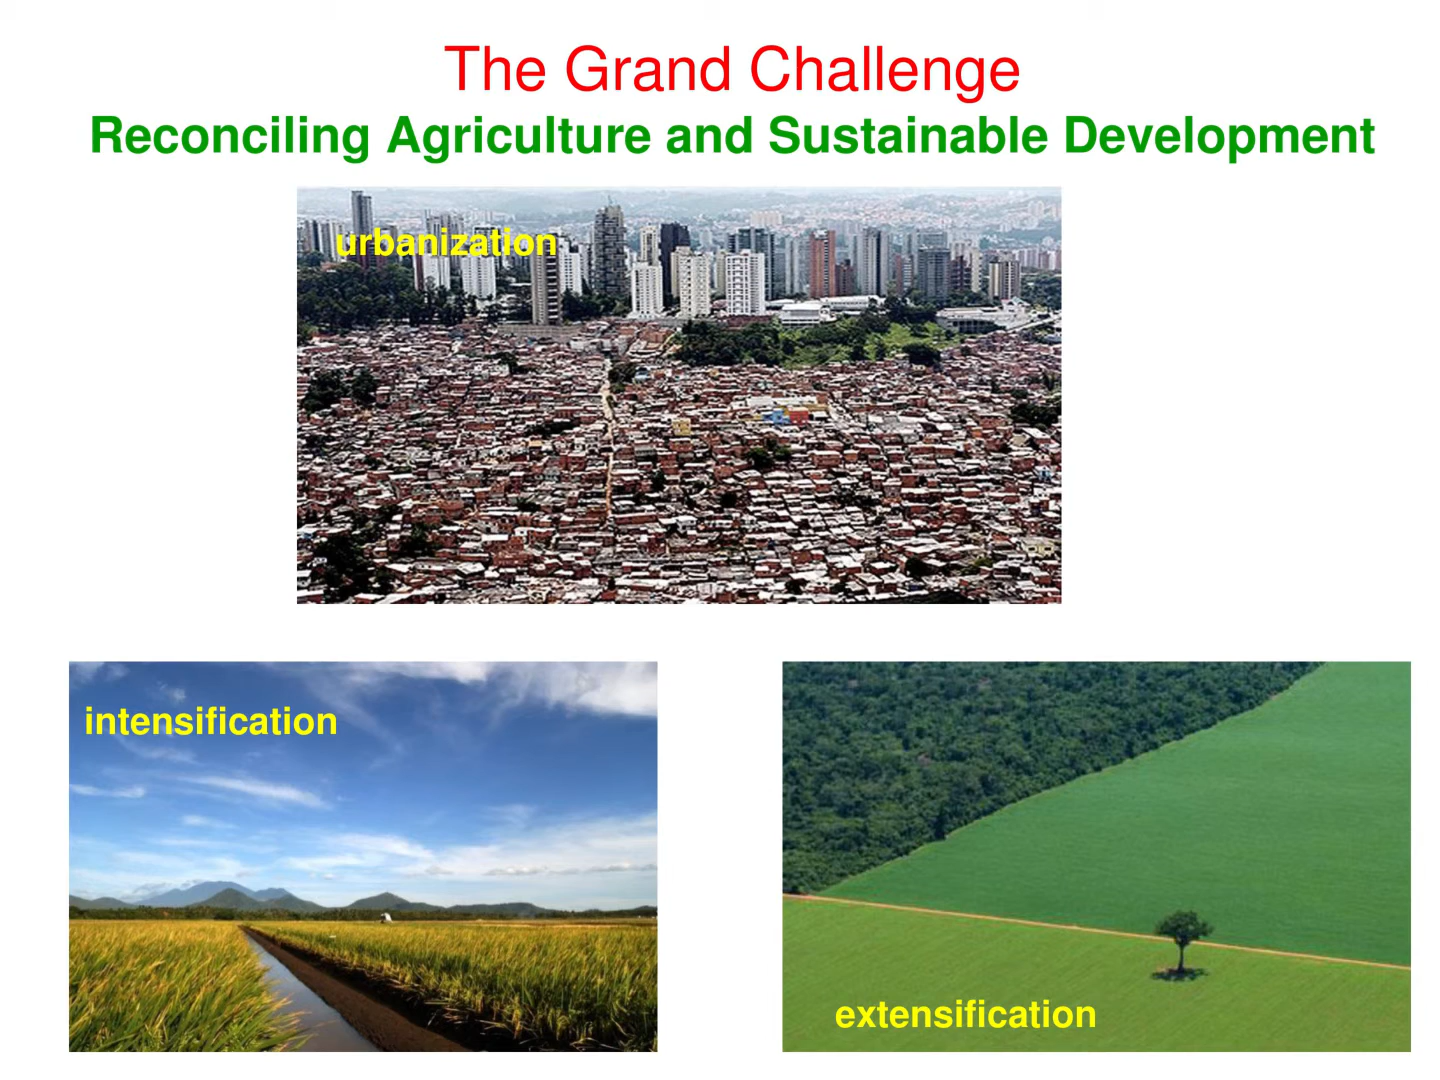 The Grand Challenge
Reconciling Agriculture and Sustainable Development
urbanization
intensification
extensification